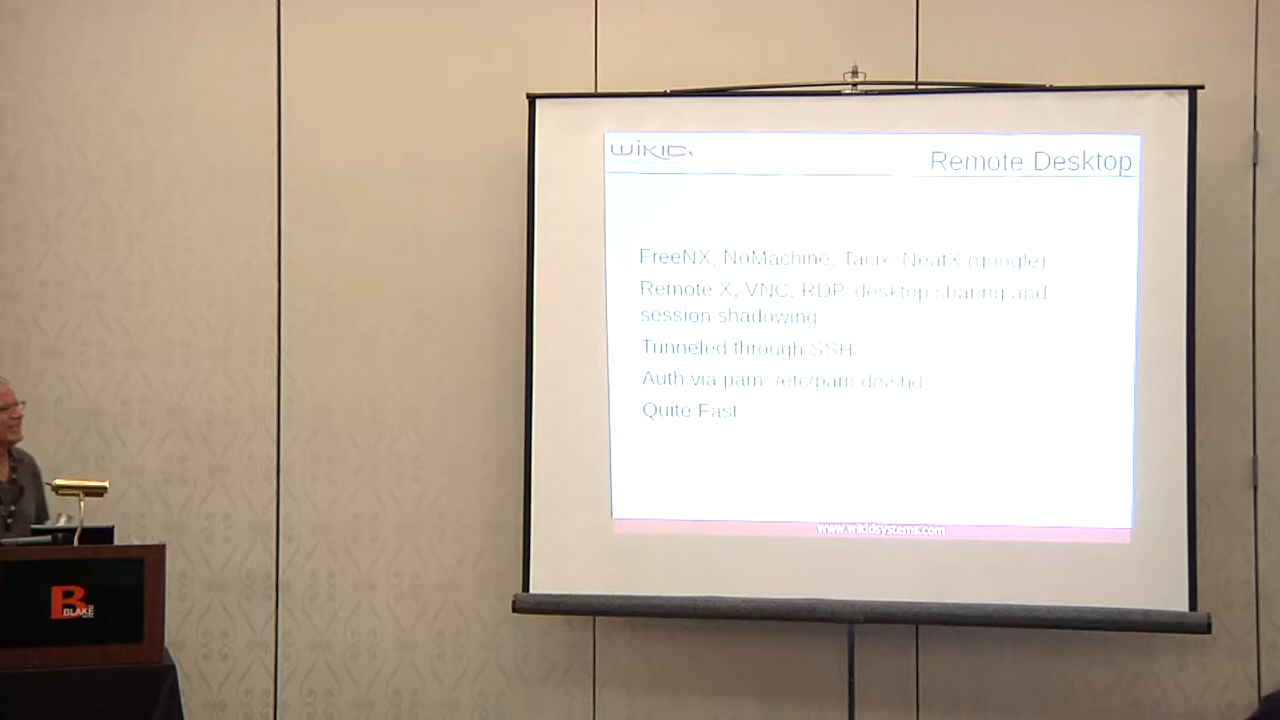 WiKID
Remote Desktop
FreeNX, NoMachine, Tacix, NeatX (google)
Remote X, VNC, RDP, desktop sharing and
session shadowing
Tunneled through SSH
Auth via pam: /etc/pam.d/sshd
Quite Fast
www.wikidsystems.com
B
BLAKE